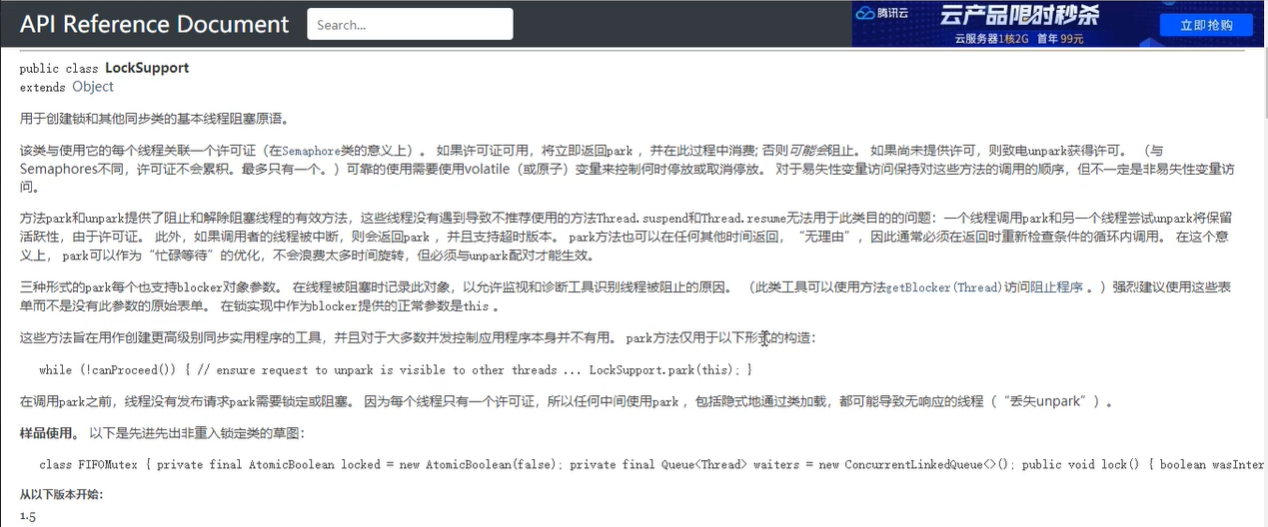 API Reference Document
Search...
腾讯云
云产品限时秒杀
云服务器1核2G 首年 99元
立即抢购
public class LockSupport
extends Object
用于创建锁和其他同步类的基本线程阻塞原语。
该类与使用它的每个线程关联一个许可证（在Semaphore类的意义上）。 如果许可证可用，将立即返回park ，并在此过程中消费; 否则可能会阻止。 如果尚未提供许可，则致电unpark获得许可。 （与
Semaphores不同，许可证不会累积。最多只有一个。）可靠的使用需要使用volatile（或原子）变量来控制何时停放或取消停放。 对于易失性变量访问保持对这些方法的调用的顺序，但不一定是非易失性变量访
问。
方法park和unpark提供了阻止和解除阻塞线程的有效方法，这些线程没有遇到导致不推荐使用的方法Thread.suspend和Thread.resume无法用于此类目的的问题：一个线程调用park和另一个线程尝试unpark将保留
活跃性，由于许可证。 此外，如果调用者的线程被中断，则会返回park ，并且支持超时版本。 park方法也可以在任何其他时间返回，“无理由”，因此通常必须在返回时重新检查条件的循环内调用。 在这个意
义上， park可以作为“忙碌等待”的优化，不会浪费太多时间旋转，但必须与unpark配对才能生效。
三种形式的park每个也支持blocker对象参数。 在线程被阻塞时记录此对象，以允许监视和诊断工具识别线程被阻止的原因。 （此类工具可以使用方法getBlocker(Thread)访问阻止程序 。）强烈建议使用这些表
单而不是没有此参数的原始表单。 在锁实现中作为blocker提供的正常参数是this 。
这些方法旨在用作创建更高级别同步实用程序的工具，并且对于大多数并发控制应用程序本身并不有用。 park方法仅用于以下形式的构造：
while (!canProceed()) { // ensure request to unpark is visible to other threads ... LockSupport.park(this); }
在调用park之前，线程没有发布请求park需要锁定或阻塞。 因为每个线程只有一个许可证，所以任何中间使用park ，包括隐式地通过类加载，都可能导致无响应的线程（“丢失unpark”）。
样品使用。 以下是先进先出非重入锁定类的草图：
class FIFOMutex { private final AtomicBoolean locked = new AtomicBoolean(false); private final Queue<Thread> waiters = new ConcurrentLinkedQueue<>(); public void lock() { boolean wasInter
从以下版本开始：
1.5